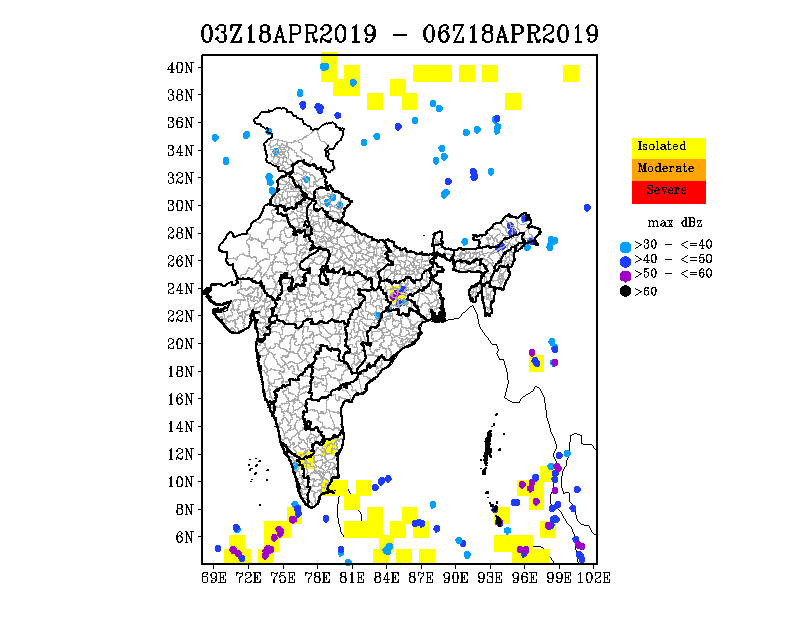 03Z18APR2019 – 06Z18APR2019
40N
38N
36N
34N
32N
30N
28N
26N
24N
22N
20N
18N
16N
14N
12N
10N
8N
6N
69E 72E 75E 78E 81E 84E 87E 90E 93E 96E 99E 102E
Isolated
Moderate
Severe
max dBz
>30 – <=40
>40 – <=50
>50 – <=60
>60